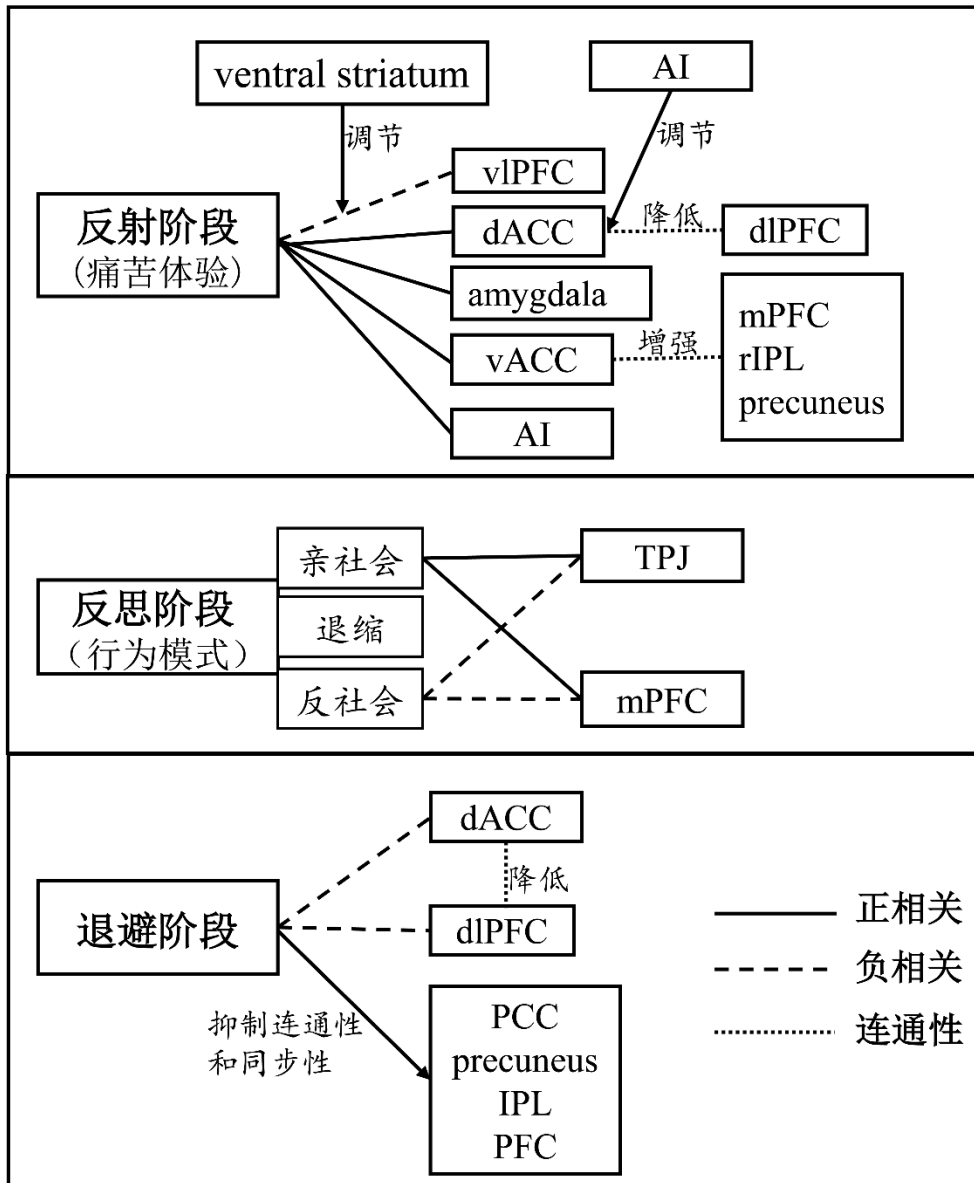 ventral striatum
AI
调节
调节
vlPFC
反射阶段
(痛苦体验)
dACC
降低
dlPFC
amygdala
vACC
增强
mPFC
rIPL
precuneus
AI
亲社会
TPJ
反思阶段
（行为模式）
退缩
反社会
mPFC
dACC
降低
退避阶段
dlPFC
抑制连通性
和同步性
PCC
precuneus
IPL
PFC
正相关
负相关
连通性